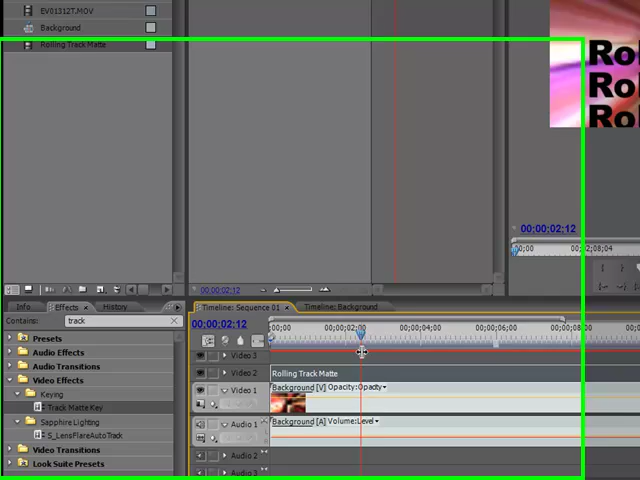 EV01312T.MOV
Background
Rolling Track Matte
Rol
Rol
Rol
00;00;02;12
00;00
00;02;08;04
00;00;02;12
Info
Effects ×
History
Contains:
track
Presets
Audio Effects
Audio Transitions
Video Effects
Keying
Track Matte Key
Sapphire Lighting
S_LensFlareAutoTrack
Video Transitions
Look Suite Presets
Timeline: Sequence 01 ×
Timeline: Background
00;00;02;12
00;00
00;00;02;00
00;00;04;00
00;00;06;00
00;00;08;00
Video 3
Video 2
Rolling Track Matte
Video 1
Background [V] Opacity:Opacity
Audio 1
Background [A] Volume:Level
Audio 2
Audio 3